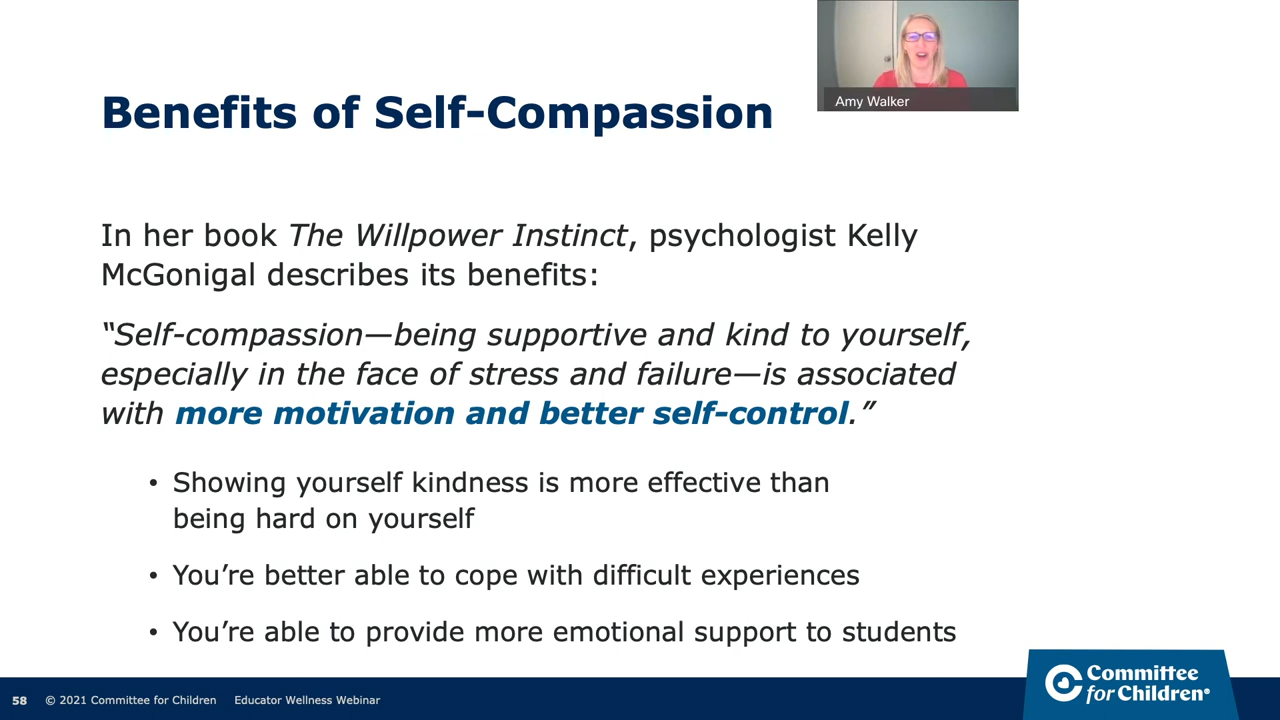 Amy Walker
Benefits of Self-Compassion
In her book The Willpower Instinct, psychologist Kelly
McGonigal describes its benefits:
“Self-compassion—being supportive and kind to yourself,
especially in the face of stress and failure—is associated
with more motivation and better self-control.”
• Showing yourself kindness is more effective than
being hard on yourself
• You’re better able to cope with difficult experiences
• You’re able to provide more emotional support to students
58 © 2021 Committee for Children Educator Wellness Webinar
Committee
for Children®